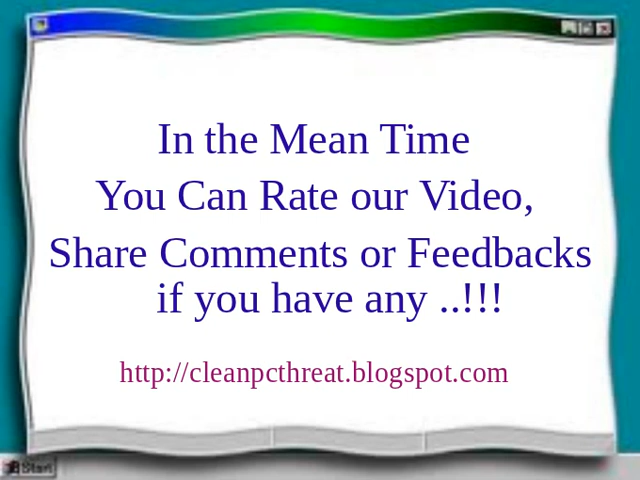 In the Mean Time
You Can Rate our Video,
Share Comments or Feedbacks
if you have any ..!!!
http://cleanpcthreat.blogspot.com
Start